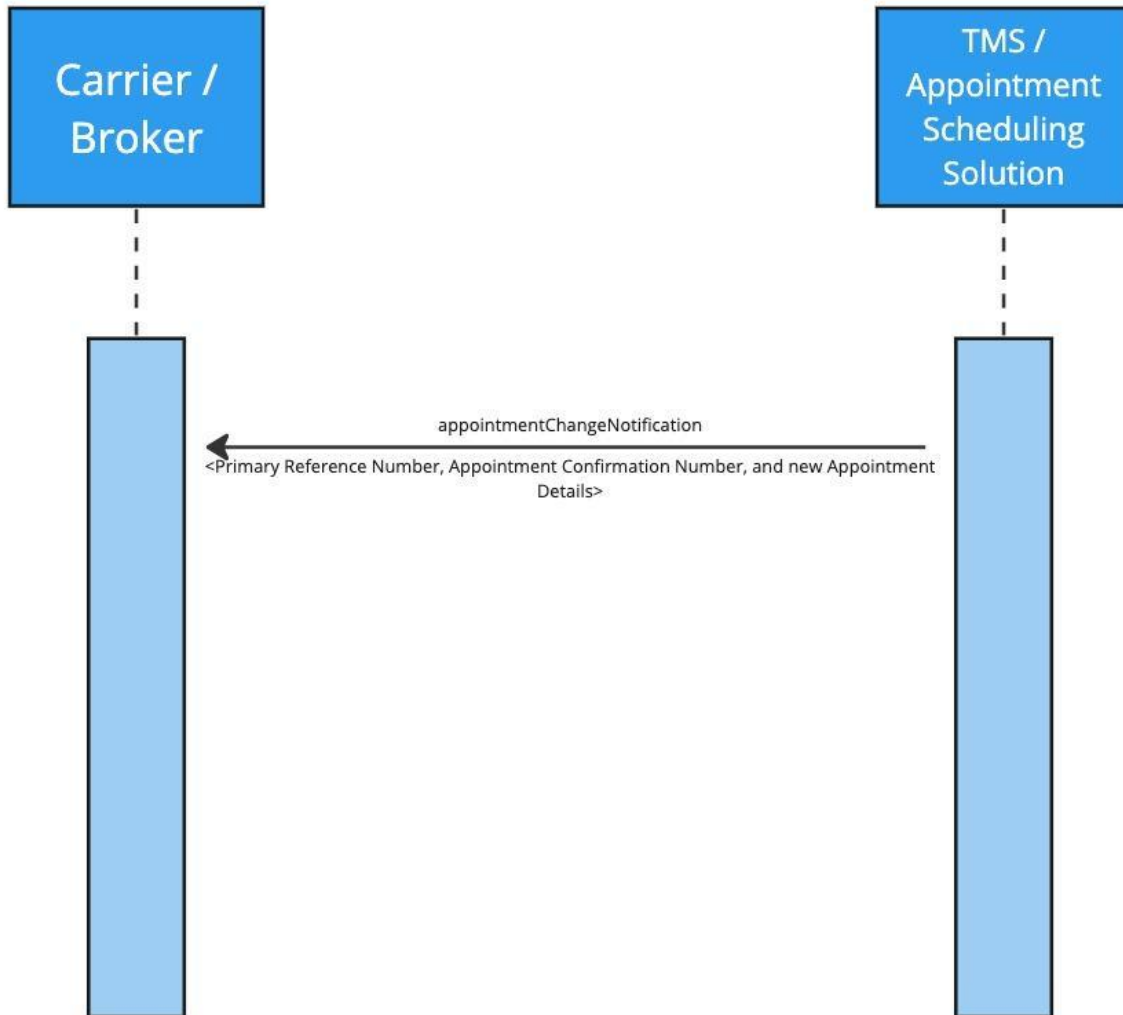 Carrier /
Broker
TMS /
Appointment
Scheduling
Solution
appointmentChangeNotification
<Primary Reference Number, Appointment Confirmation Number, and new Appointment
Details>